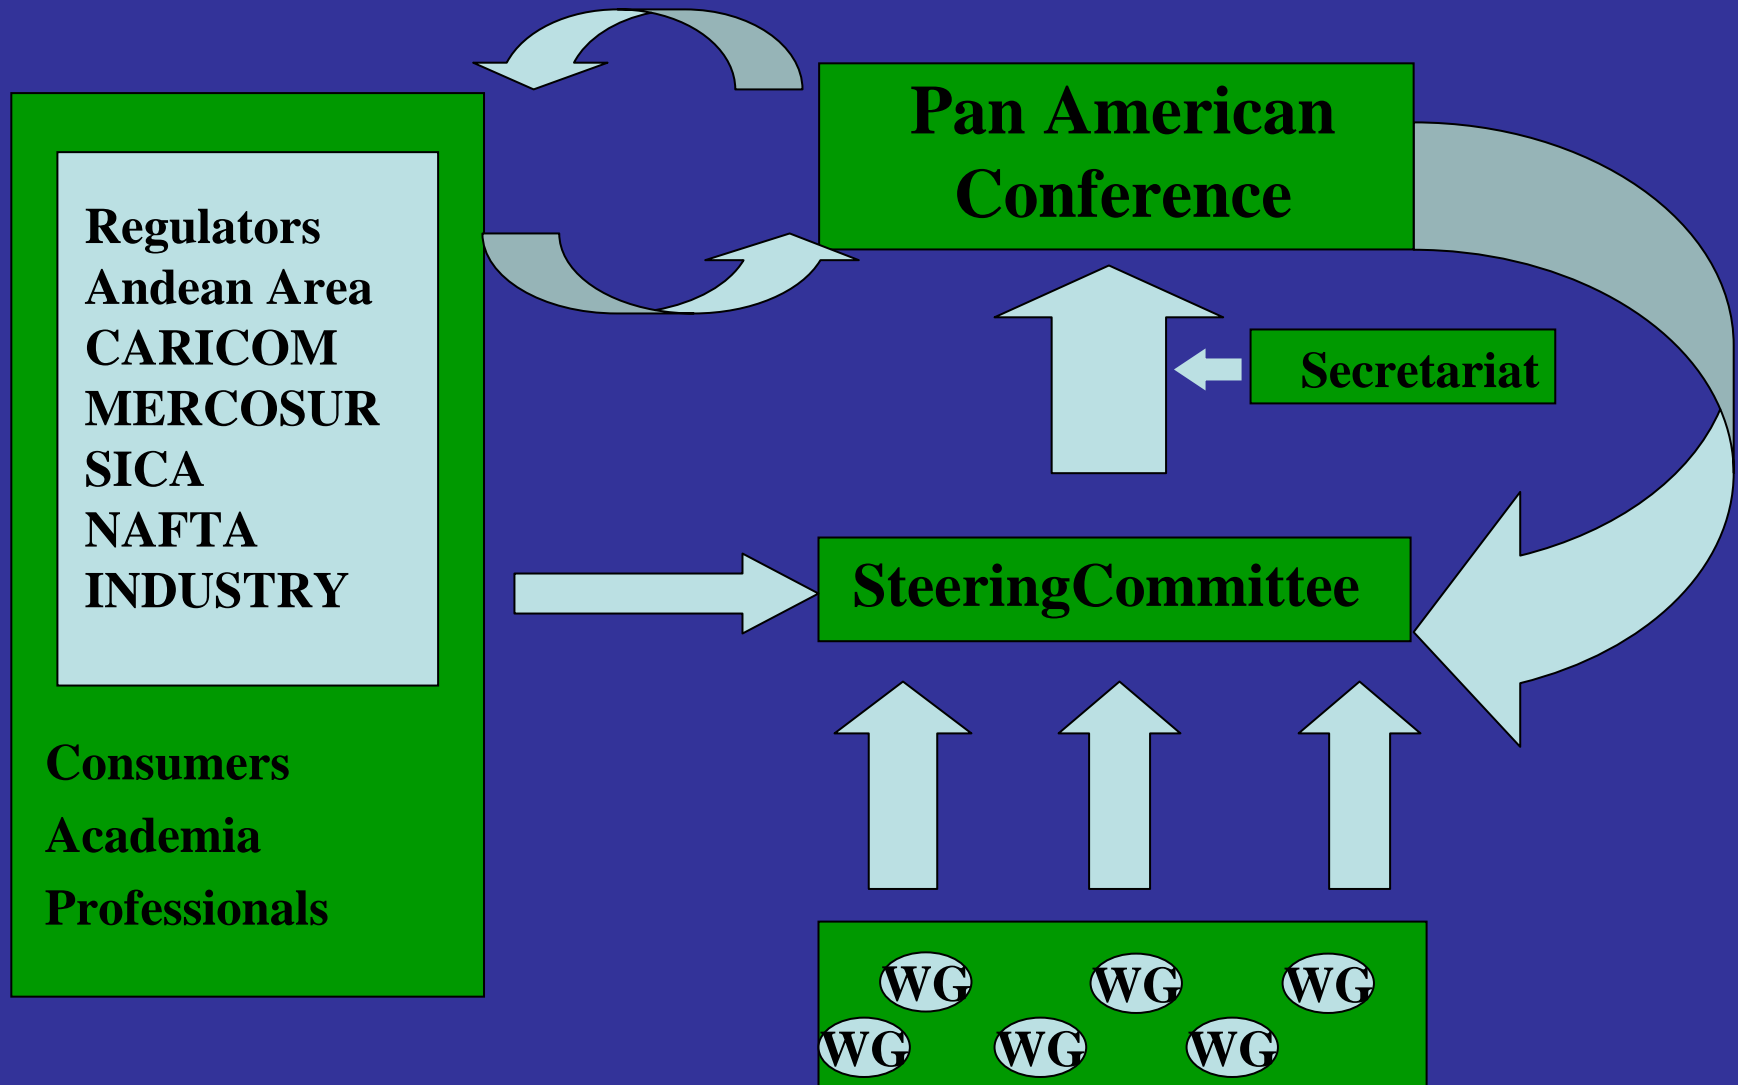 Pan American
Conference
Regulators
Andean Area
CARICOM
MERCOSUR
SICA
NAFTA
INDUSTRY
Secretariat
SteeringCommittee
Consumers
Academia
Professionals
WG WG WG
WG WG WG